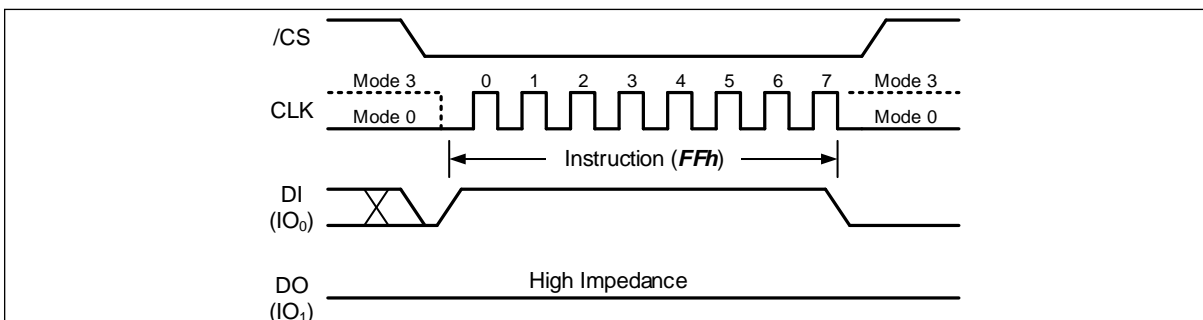 /CS
Mode 3 0 1 2 3 4 5 6 7 Mode 3
CLK
Mode 0 Mode 0
Instruction (FFh)
DI
(IO₀)
High Impedance
DO
(IO₁)